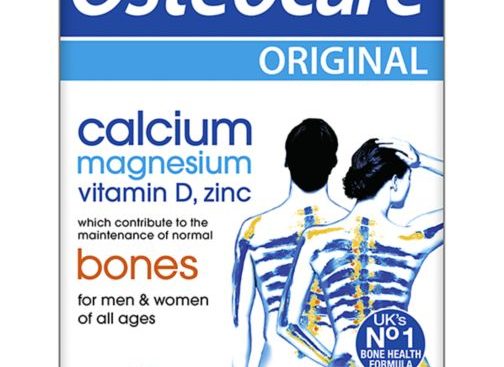 Osteocare
ORIGINAL
calcium
magnesium
vitamin D, zinc
which contribute to the
maintenance of normal
bones
for men & women
of all ages
UK's
No1
BONE HEALTH
FORMULA